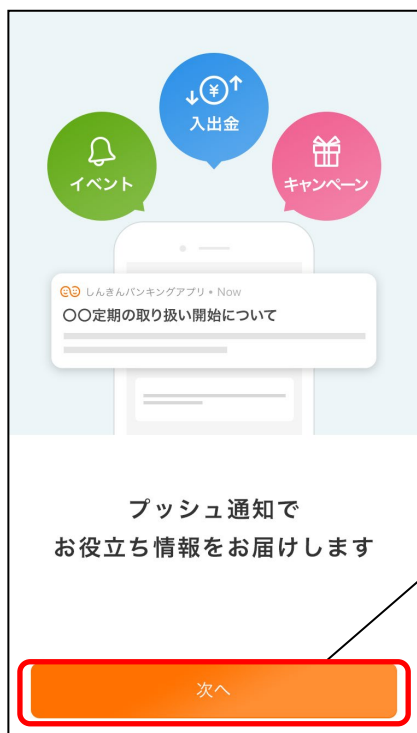 入出金
イベント
キャンペーン
しんきんバンキングアプリ • Now
〇〇定期の取り扱い開始について
プッシュ通知で
お役立ち情報をお届けします
次へ